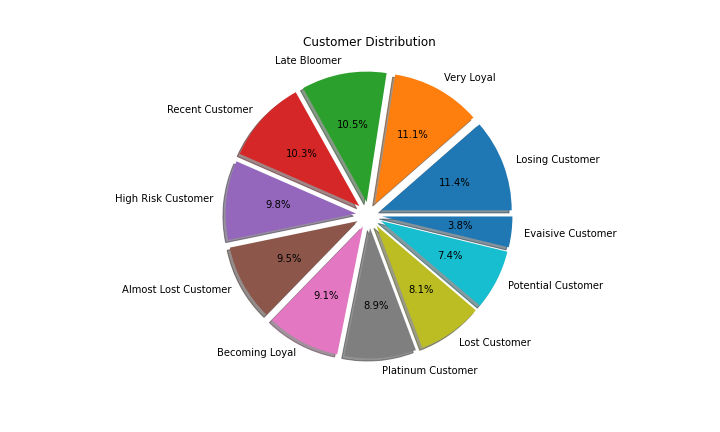 Customer Distribution
Late Bloomer
Very Loyal
Recent Customer
10.5%
11.1%
10.3%
Losing Customer
11.4%
High Risk Customer
9.8%
3.8%
Evaisive Customer
9.5%
7.4%
Almost Lost Customer
Potential Customer
9.1%
8.1%
8.9%
Becoming Loyal
Lost Customer
Platinum Customer